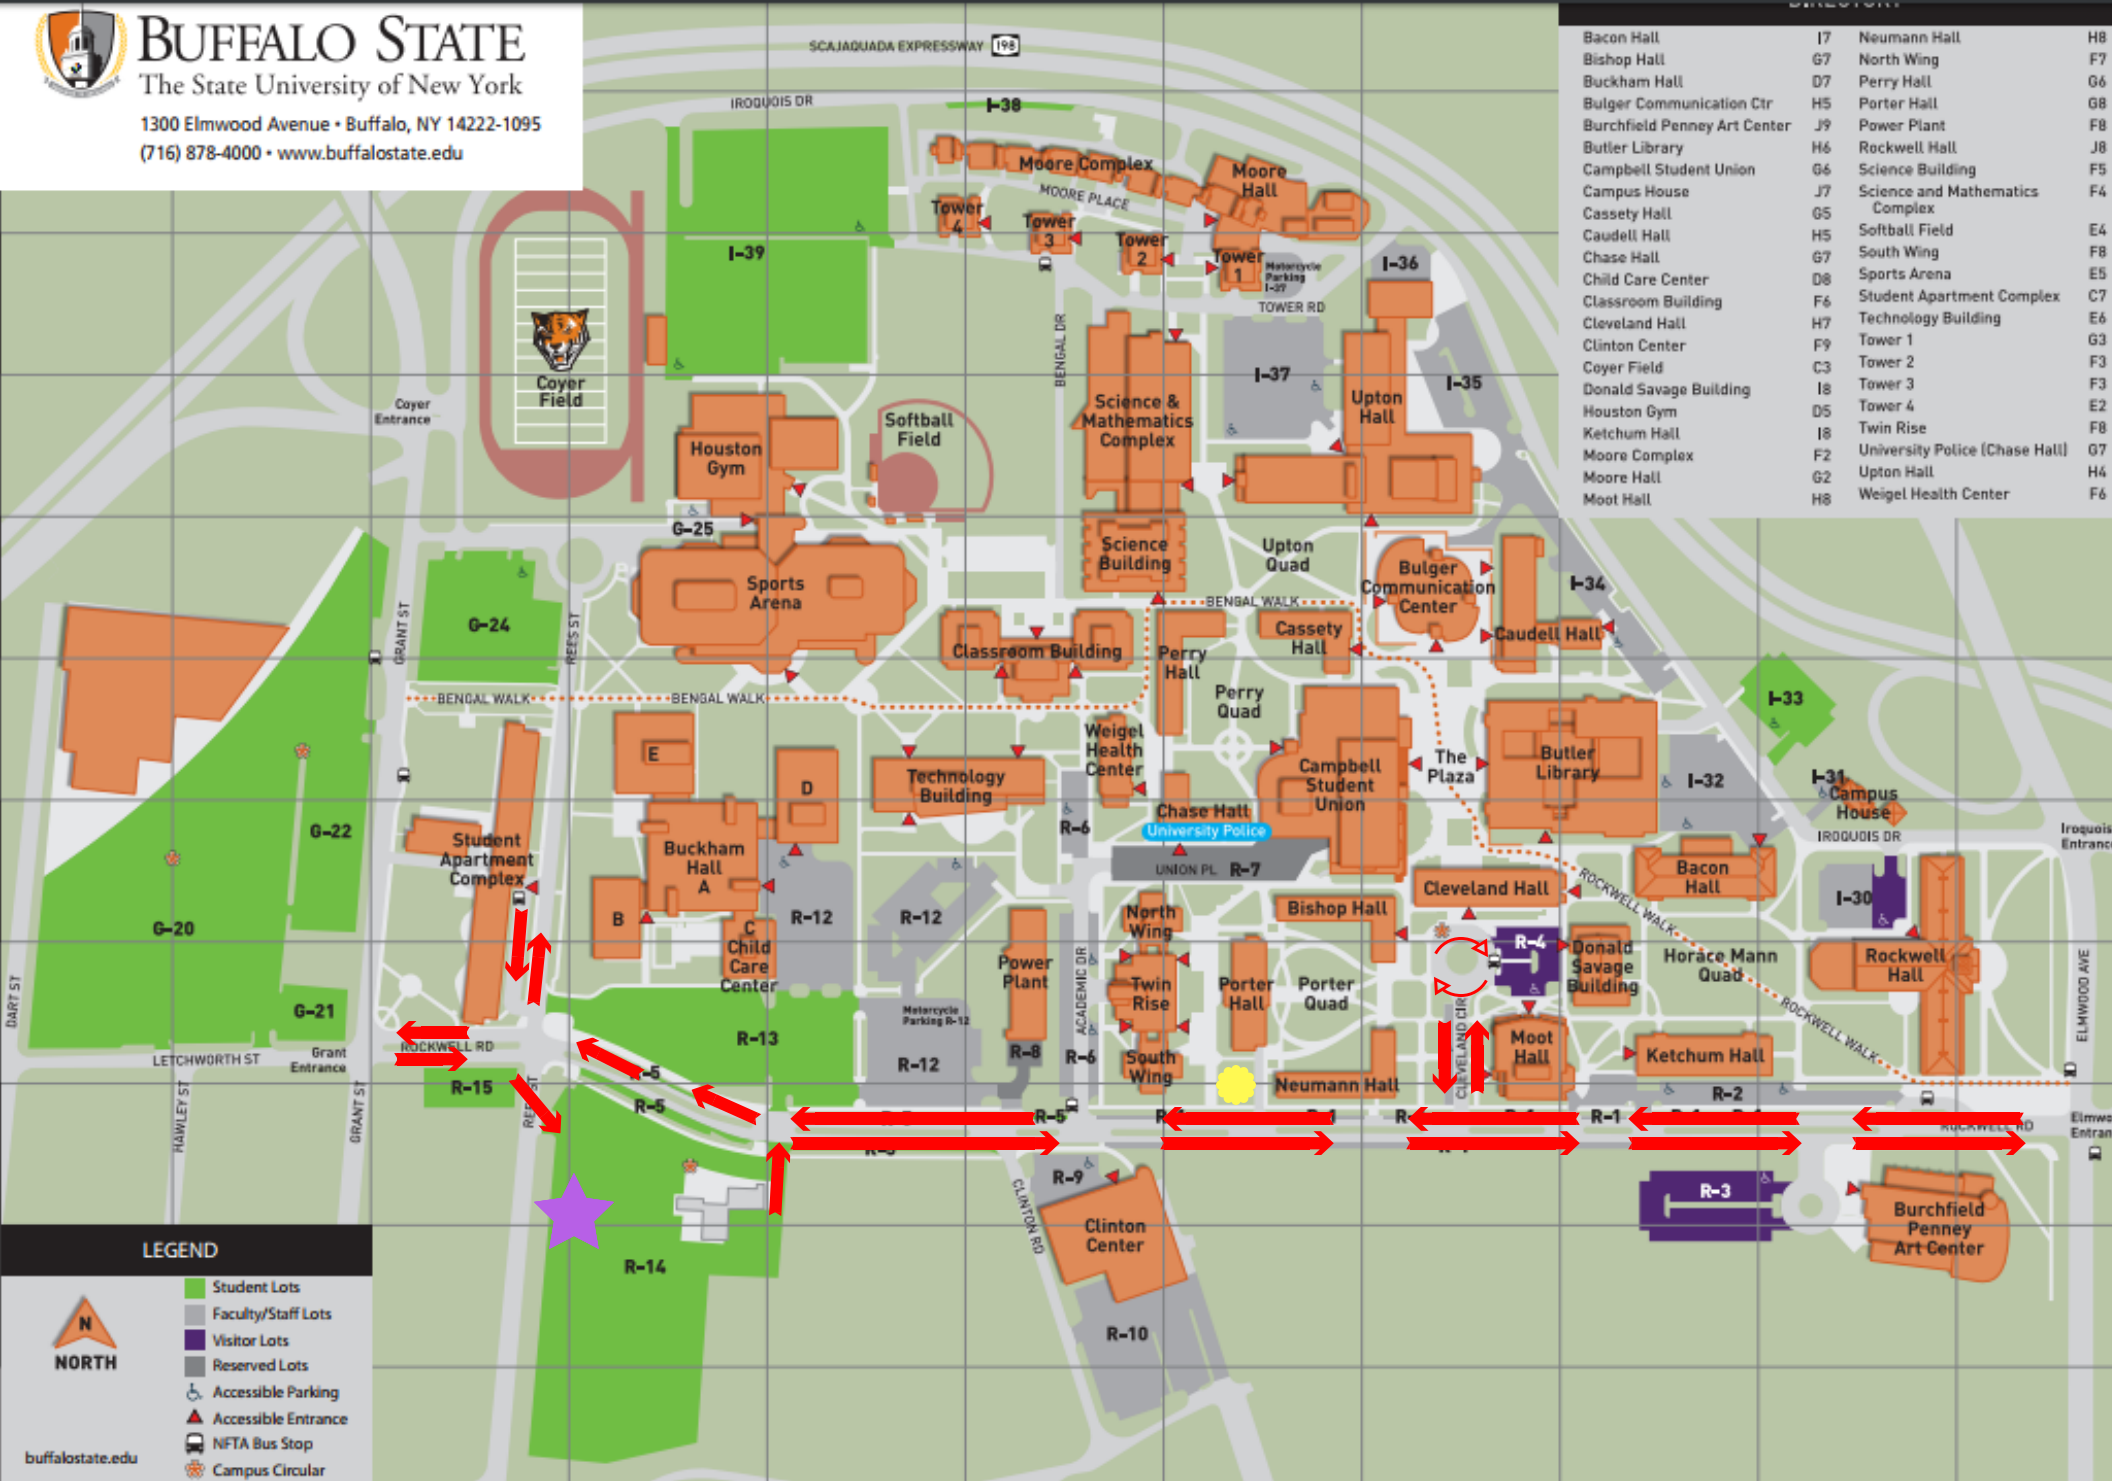 BUFFALO STATE
The State University of New York
1300 Elmwood Avenue • Buffalo, NY 14222-1095
(716) 878-4000 • www.buffalostate.edu
DIRECTORY
Bacon Hall I7
Bishop Hall G7
Buckham Hall D7
Bulger Communication Ctr H5
Burchfield Penney Art Center J9
Butler Library H6
Campbell Student Union G6
Campus House J7
Cassety Hall G5
Caudell Hall H5
Chase Hall G7
Child Care Center D8
Classroom Building F6
Cleveland Hall H7
Clinton Center F9
Coyer Field C3
Donald Savage Building I8
Houston Gym D5
Ketchum Hall I8
Moore Complex F2
Moore Hall G2
Moot Hall H8
Neumann Hall H8
North Wing F7
Perry Hall G6
Porter Hall G8
Power Plant F8
Rockwell Hall J8
Science Building F5
Science and Mathematics F4
Complex
Softball Field E4
South Wing F8
Sports Arena E5
Student Apartment Complex C7
Technology Building E6
Tower 1 G3
Tower 2 F3
Tower 3 F3
Tower 4 E2
Twin Rise F8
University Police (Chase Hall) G7
Upton Hall H4
Weigel Health Center F6
SCAJAQUADA EXPRESSWAY 198
IROQUOIS DR
I-38
Moore Complex
MOORE PLACE
Moore
Hall
Tower
4
Tower
3
Tower
2
Tower
1
Motorcycle
Parking
I-37
I-36
TOWER RD
I-39
Coyer
Field
Coyer
Entrance
BENGAL DR
I-37
I-35
Upton
Hall
Science &
Mathematics
Complex
Softball
Field
Houston
Gym
G-25
Science
Building
Upton
Quad
Bulger
Communication
Center
I-34
Sports
Arena
G-24
GRANT ST
REES ST
BENGAL WALK
Cassety
Hall
Caudell Hall
Classroom Building
Perry
Hall
BENGAL WALK
BENGAL WALK
Perry
Quad
I-33
Weigel
Health
Center
E
D
Technology
Building
Campbell
Student
Union
The
Plaza
Butler
Library
I-32
I-31
Campus
House
IROQUOIS DR
Iroquois
Entrance
Chase Hall
University Police
R-6
UNION PL
R-7
G-22
Student
Apartment
Complex
Buckham
Hall
A
B
C
Child
Care
Center
R-12
R-12
Cleveland Hall
Bacon
Hall
ROCKWELL WALK
I-30
Bishop Hall
North
Wing
G-20
Power
Plant
ACADEMIC DR
Twin
Rise
Porter
Hall
Porter
Quad
R-4
Donald
Savage
Building
Horace Mann
Quad
Rockwell
Hall
ELMWOOD AVE
DART ST
G-21
R-13
Motorcycle
Parking R-12
R-12
R-8
R-6
South
Wing
CLEVELAND CIR
Moot
Hall
Ketchum Hall
ROCKWELL WALK
LETCHWORTH ST
Grant
Entrance
ROCKWELL RD
Neumann Hall
R-2
R-15
R-5
R-5
R-1
ROCKWELL RD
HAWLEY ST
GRANT ST
R-9
CLINTON RD
Clinton
Center
R-3
Burchfield
Penney
Art Center
R-14
R-10
LEGEND
N
NORTH
buffalostate.edu
Student Lots
Faculty/Staff Lots
Visitor Lots
Reserved Lots
Accessible Parking
Accessible Entrance
NFTA Bus Stop
Campus Circular